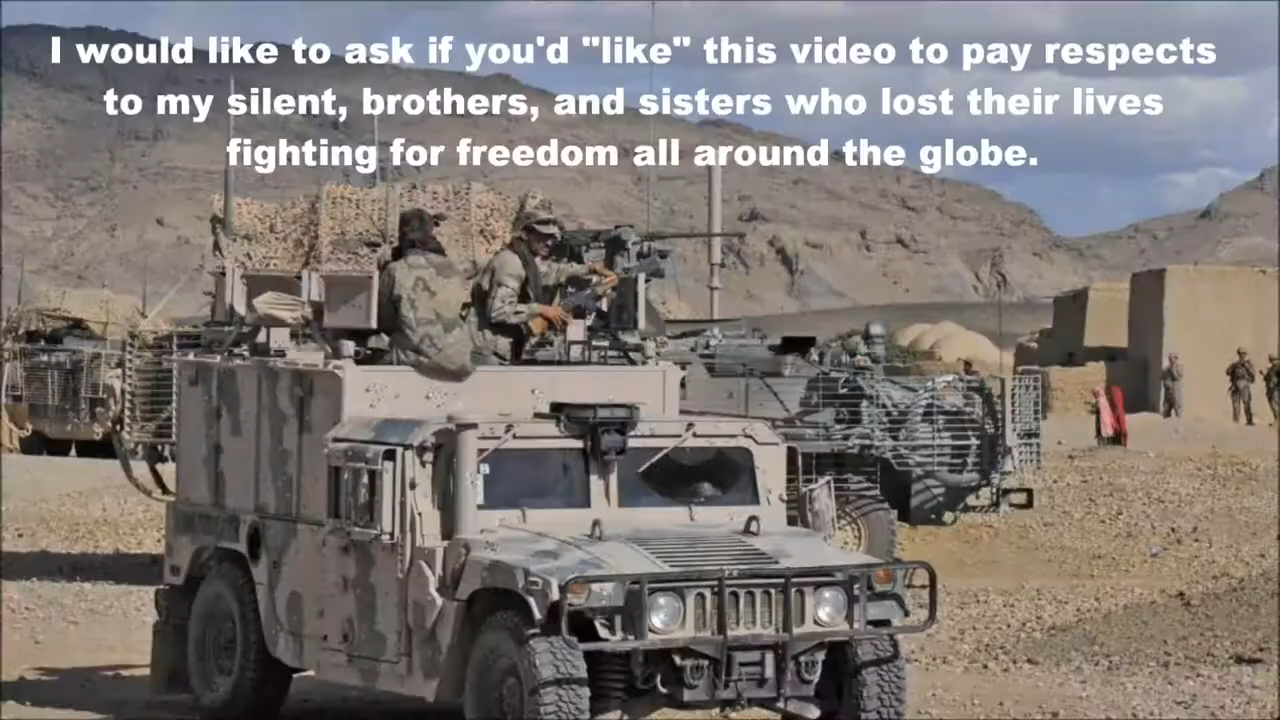 I would like to ask if you'd "like" this video to pay respects
to my silent, brothers, and sisters who lost their lives
fighting for freedom all around the globe.